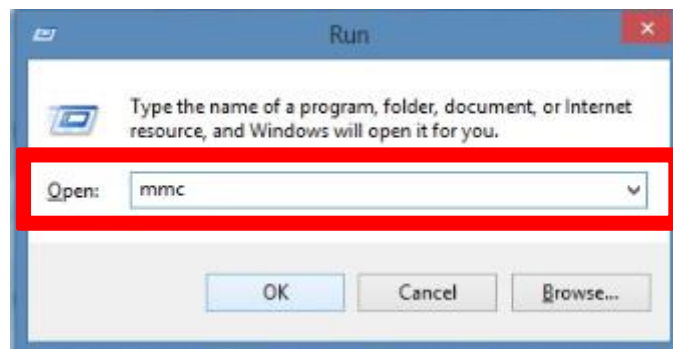 Run
Type the name of a program, folder, document, or Internet
resource, and Windows will open it for you.
Open: mmc
OK Cancel Browse...